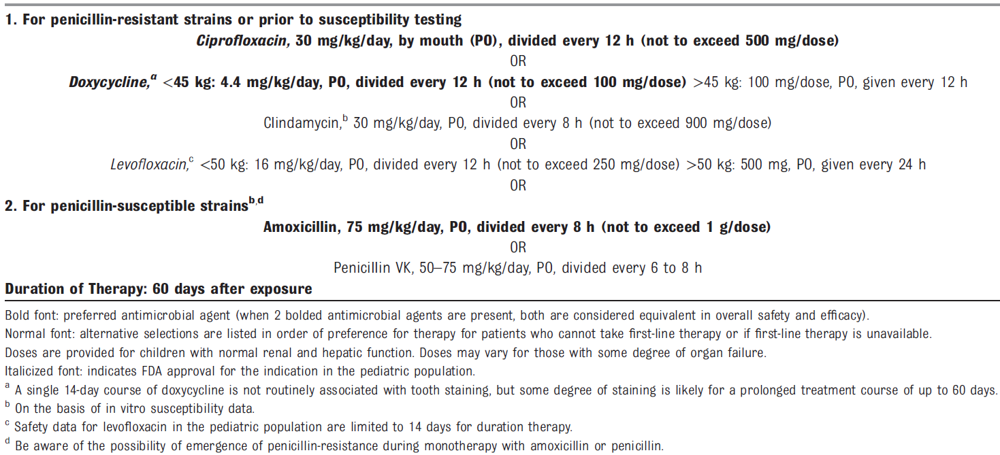 1. For penicillin-resistant strains or prior to susceptibility testing
Ciprofloxacin, 30 mg/kg/day, by mouth (PO), divided every 12 h (not to exceed 500 mg/dose)
OR
Doxycycline,a <45 kg: 4.4 mg/kg/day, PO, divided every 12 h (not to exceed 100 mg/dose) >45 kg: 100 mg/dose, PO, given every 12 h
OR
Clindamycin,b 30 mg/kg/day, PO, divided every 8 h (not to exceed 900 mg/dose)
OR
Levofloxacin,c <50 kg: 16 mg/kg/day, PO, divided every 12 h (not to exceed 250 mg/dose) >50 kg: 500 mg, PO, given every 24 h
OR
2. For penicillin-susceptible strainsb,d
Amoxicillin, 75 mg/kg/day, PO, divided every 8 h (not to exceed 1 g/dose)
OR
Penicillin VK, 50–75 mg/kg/day, PO, divided every 6 to 8 h
Duration of Therapy: 60 days after exposure
Bold font: preferred antimicrobial agent (when 2 bolded antimicrobial agents are present, both are considered equivalent in overall safety and efficacy).
Normal font: alternative selections are listed in order of preference for therapy for patients who cannot take first-line therapy or if first-line therapy is unavailable.
Doses are provided for children with normal renal and hepatic function. Doses may vary for those with some degree of organ failure.
Italicized font: indicates FDA approval for the indication in the pediatric population.
a A single 14-day course of doxycycline is not routinely associated with tooth staining, but some degree of staining is likely for a prolonged treatment course of up to 60 days.
b On the basis of in vitro susceptibility data.
c Safety data for levofloxacin in the pediatric population are limited to 14 days for duration therapy.
d Be aware of the possibility of emergence of penicillin-resistance during monotherapy with amoxicillin or penicillin.